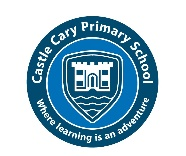 Castle Cary Primary School
Where learning is an adventure